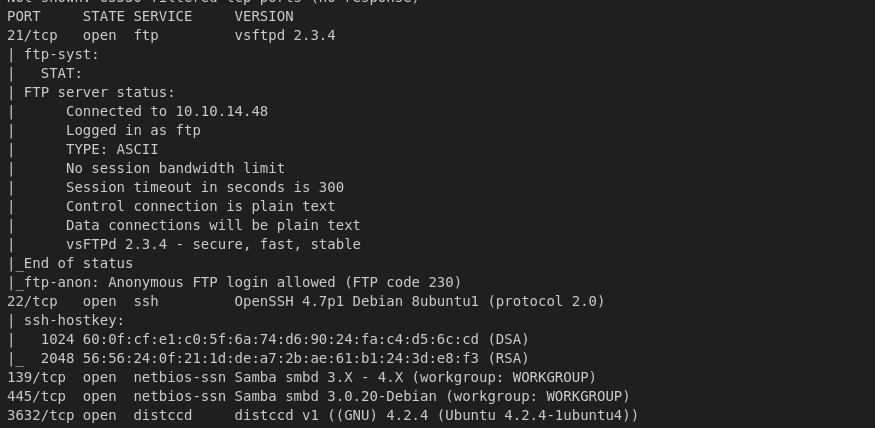 Not shown: 65530 filtered tcp ports (no-response)
PORT     STATE SERVICE     VERSION
21/tcp   open  ftp         vsftpd 2.3.4
| ftp-syst:
|   STAT:
| FTP server status:
|      Connected to 10.10.14.48
|      Logged in as ftp
|      TYPE: ASCII
|      No session bandwidth limit
|      Session timeout in seconds is 300
|      Control connection is plain text
|      Data connections will be plain text
|      vsFTPd 2.3.4 - secure, fast, stable
|_End of status
|_ftp-anon: Anonymous FTP login allowed (FTP code 230)
22/tcp   open  ssh         OpenSSH 4.7p1 Debian 8ubuntu1 (protocol 2.0)
| ssh-hostkey:
|   1024 60:0f:cf:e1:c0:5f:6a:74:d6:90:24:fa:c4:d5:6c:cd (DSA)
|_  2048 56:56:24:0f:21:1d:de:a7:2b:ae:61:b1:24:3d:e8:f3 (RSA)
139/tcp  open  netbios-ssn Samba smbd 3.X - 4.X (workgroup: WORKGROUP)
445/tcp  open  netbios-ssn Samba smbd 3.0.20-Debian (workgroup: WORKGROUP)
3632/tcp open  distccd     distccd v1 ((GNU) 4.2.4 (Ubuntu 4.2.4-1ubuntu4))